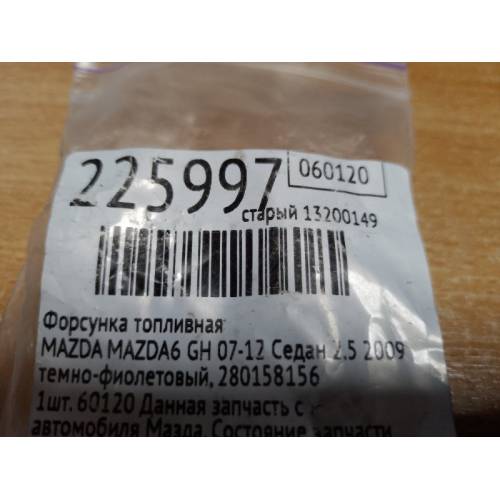 225997 060120
старый 13200149
Форсунка топливная
MAZDA MAZDA6 GH 07-12 Седан 2.5 2009
темно-фиолетовый, 280158156
1шт. 60120 Данная запчасть с
автомобиля Мазда. Состояние запчасти